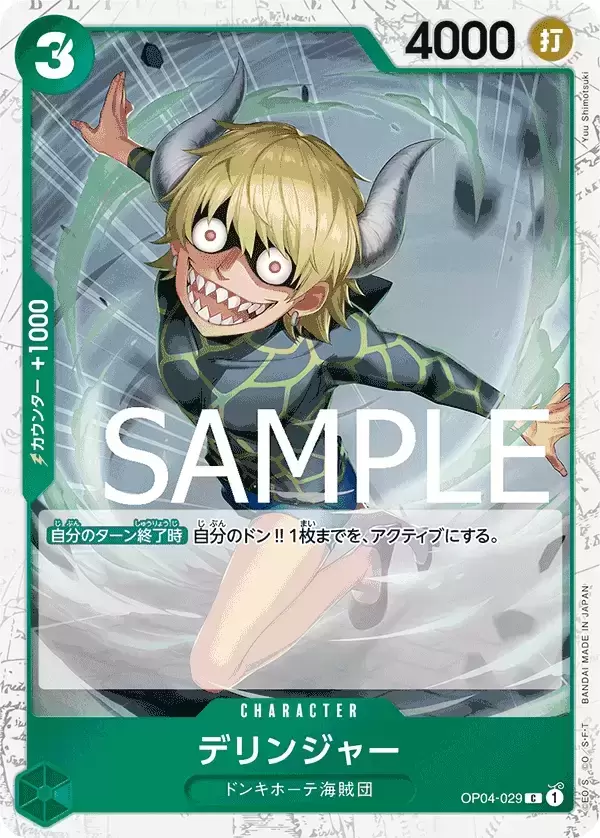 3
4000
打
Yuu Shimotsuki
カウンター +1000
SAMPLE
自分のターン終了時 自分のドン!!1枚までを、アクティブにする。
CHARACTER
デリンジャー
ドンキホーテ海賊団
OP04-029 C 1
©E.O./S. ©O./S・F・T BANDAI MADE IN JAPAN